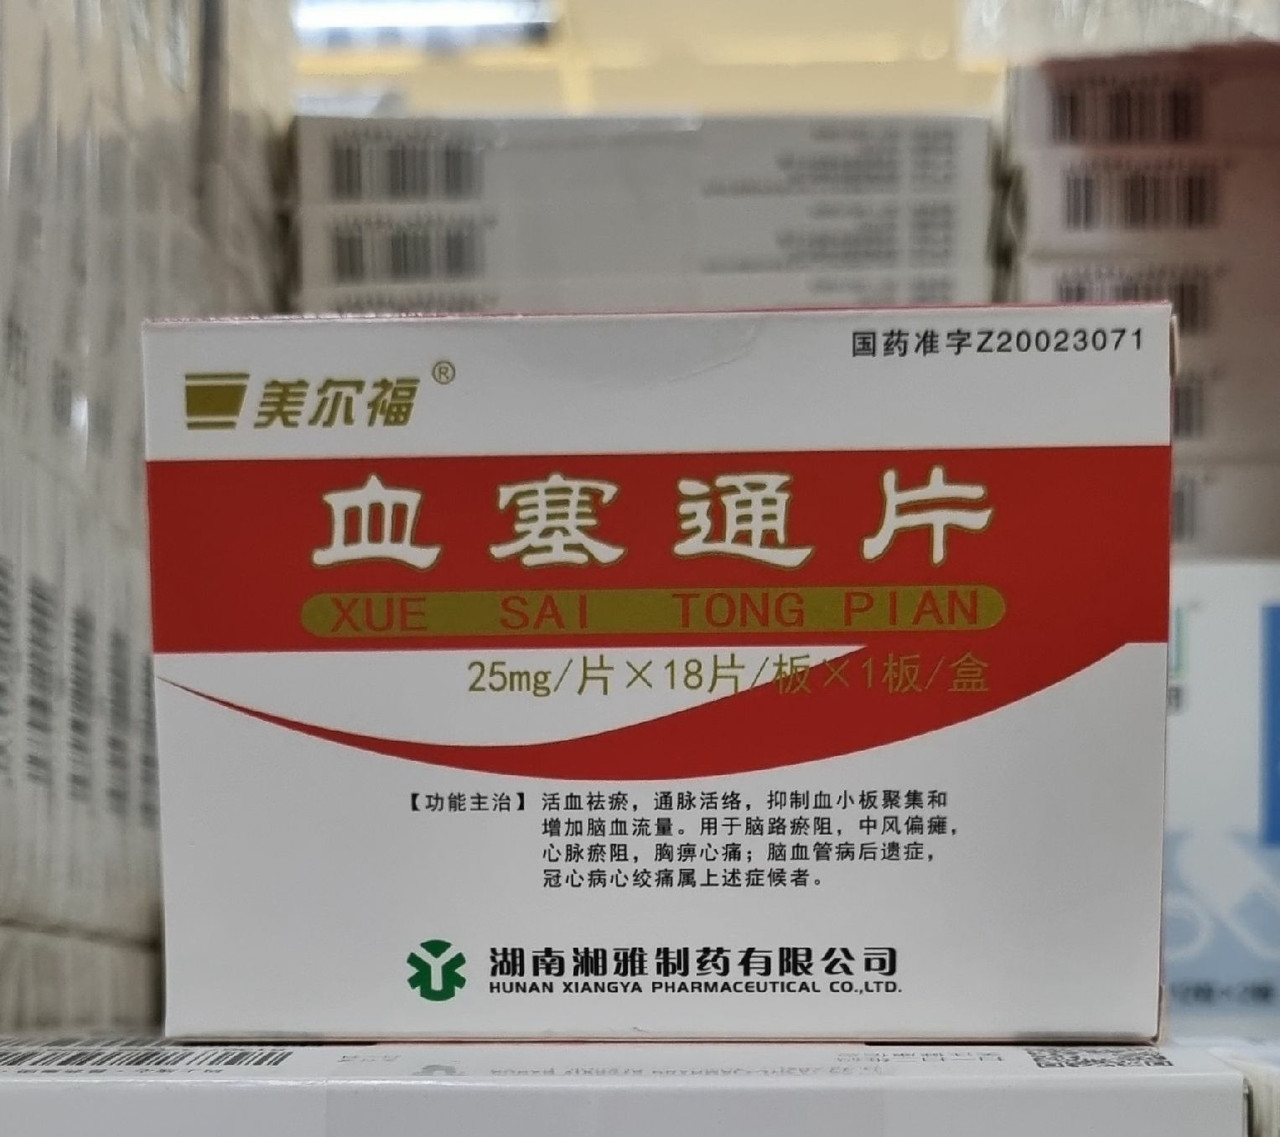 国药准字Z20023071
美尔福®
血塞通片
XUE SAI TONG PIAN
25mg/片×18片/板×1板/盒
【功能主治】活血祛瘀，通脉活络，抑制血小板聚集和
增加脑血流量。用于脑路瘀阻，中风偏瘫，
心脉瘀阻，胸痹心痛；脑血管病后遗症，
冠心病心绞痛属上述症候者。
湖南湘雅制药有限公司
HUNAN XIANGYA PHARMACEUTICAL CO.,LTD.